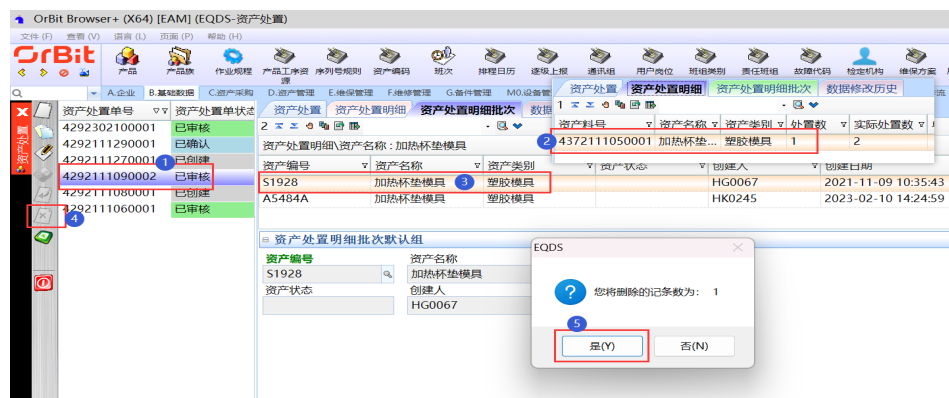 OrBit Browser+ (X64) [EAM] (EQDS-资产处置)
文件 (F) 查看 (V) 语言 (L) 页面 (P) 帮助 (H)
OrBit
产品 产品族 作业规程 产品工序资源 序列号规则 资产编码 班次 排程日历 逐级上报 通讯组 用户岗位 班组类别 责任班组 故障代码 检定机构 维保方案
A.企业 B.基础数据 C.资产采购 D.资产管理 E.维保管理 F.维修管理 G.备件管理 M0.设备管
资产处置 资产处置明细 资产处置明细批次 数据修改历史
1
资产料号 资产名称 资产类别 处置数 实际处置数
2 4372111050001 加热杯垫... 塑胶模具 1 2
资产处置
资产处置单号 资产处置单状态
4292302100001 已审核
4292111290001 已确认
4292111270001 已创建
1
4292111090002 已审核
4292111080001 已创建
4292111060001 已审核
4
资产处置 资产处置明细 资产处置明细批次 数据
2
资产处置明细\资产名称 : 加热杯垫模具
资产编号 资产名称 资产类别 资产状态 创建人 创建日期
S1928 加热杯垫模具 3 塑胶模具 HG0067 2021-11-09 10:35:43
A5484A 加热杯垫模具 塑胶模具 HK0245 2023-02-10 14:24:59
资产处置明细批次默认组
资产编号 资产名称
S1928 加热杯垫模具
资产状态 创建人
HG0067
EQDS
您将删除的记条数为： 1
5
是(Y) 否(N)